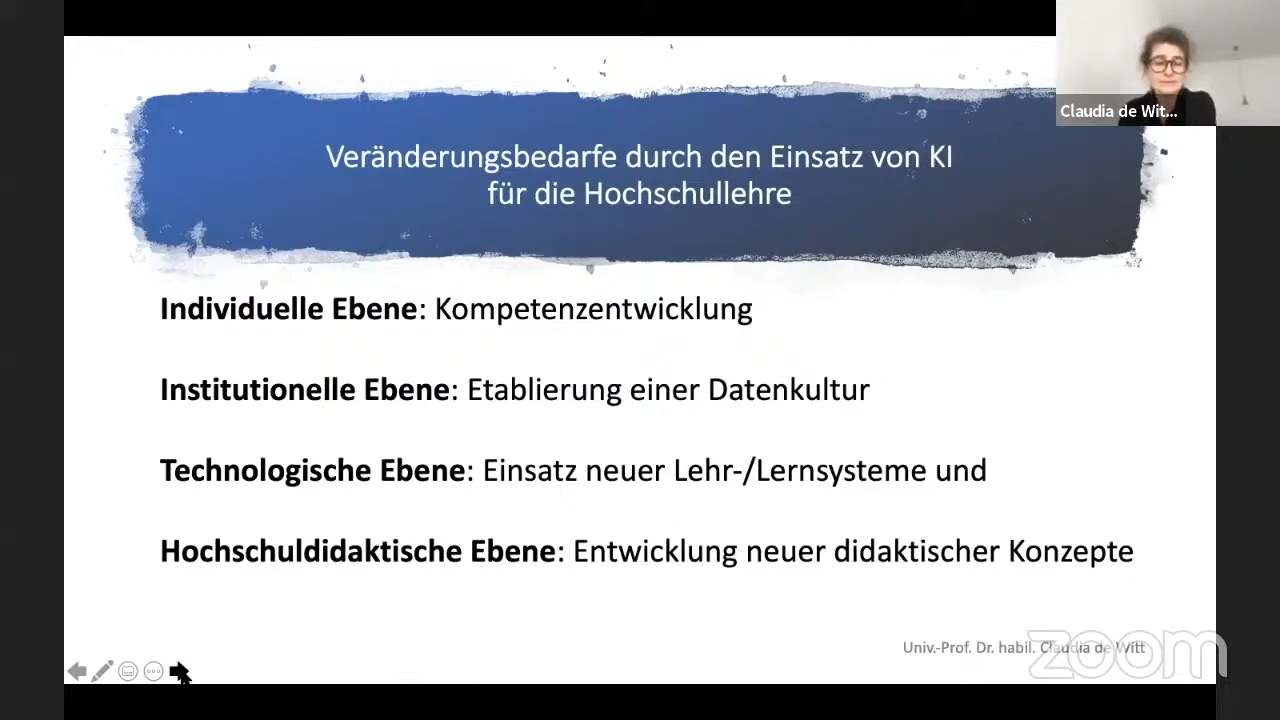 Claudia de Wit...
Veränderungsbedarfe durch den Einsatz von KI
für die Hochschullehre
Individuelle Ebene: Kompetenzentwicklung
Institutionelle Ebene: Etablierung einer Datenkultur
Technologische Ebene: Einsatz neuer Lehr-/Lernsysteme und
Hochschuldidaktische Ebene: Entwicklung neuer didaktischer Konzepte
Univ.-Prof. Dr. habil. Claudia de Witt
zoom